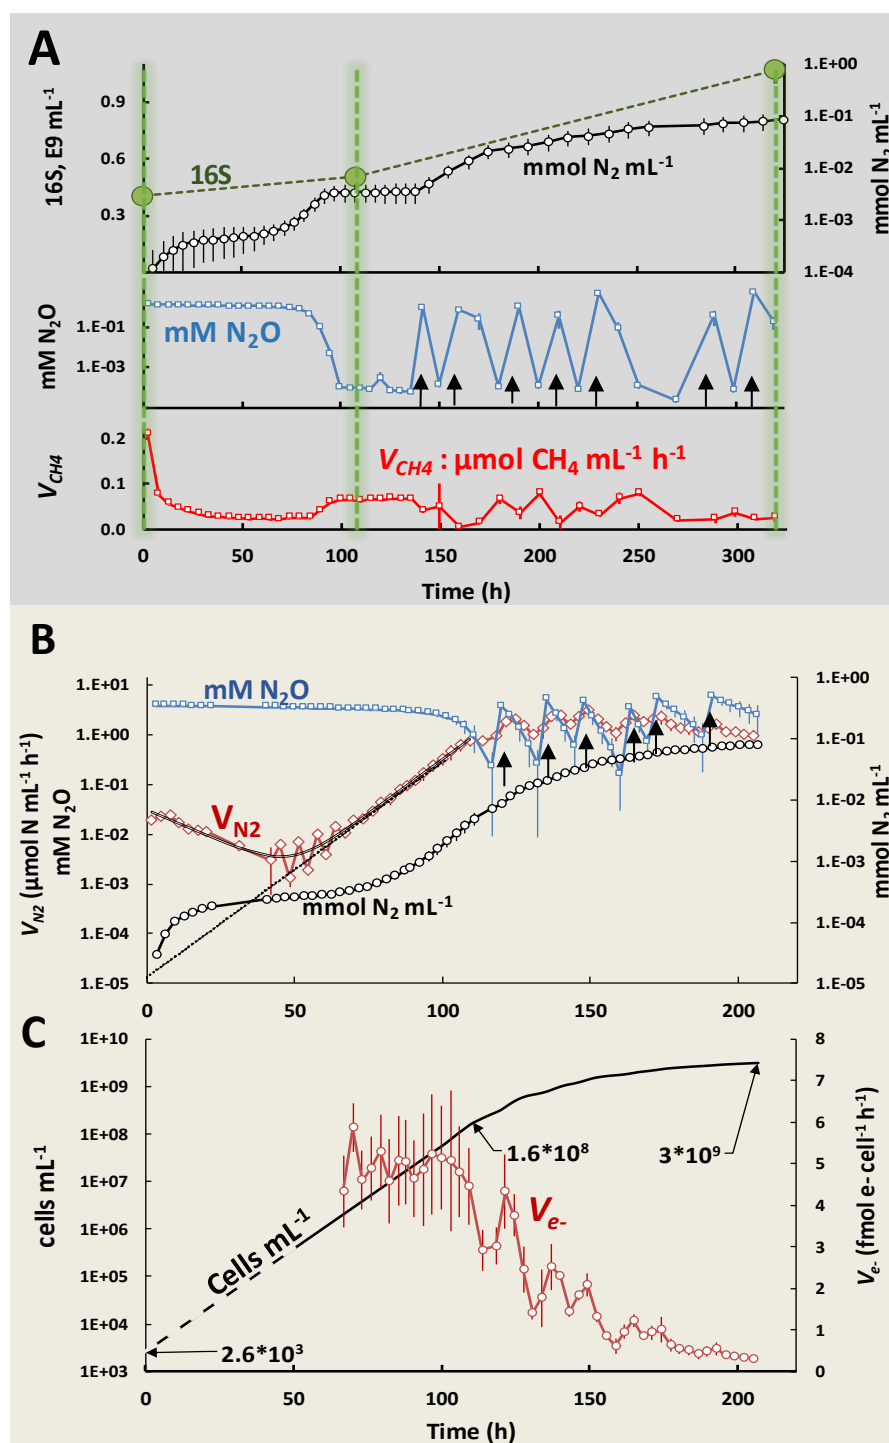 A
16S, E9 mL-1
0.9
0.6
0.3
16S
mmol N2 mL-1
1.E+00
1.E-01
1.E-02
1.E-03
1.E-04
mmol N2 mL-1
mM N2O
1.E-01
1.E-03
mM N2O
VCH4
0.2
0.1
0.0
VCH4 : µmol CH4 mL-1 h-1
0 50 100 150 200 250 300
Time (h)
B
VN2 (µmol N mL-1 h-1)
mM N2O
1.E+01
1.E+00
1.E-01
1.E-02
1.E-03
1.E-04
1.E-05
mM N2O
VN2
mmol N2 mL-1
1.E+00
1.E-01
1.E-02
1.E-03
1.E-04
1.E-05
mmol N2 mL-1
0 50 100 150 200
C
cells mL-1
1E+10
1E+09
1E+08
1E+07
1E+06
1E+05
1E+04
1E+03
Cells mL-1
2.6*103
1.6*108
3*109
Ve-
8
7
6
5
4
3
2
1
0
Ve- (fmol e- cell-1 h-1)
0 50 100 150 200
Time (h)